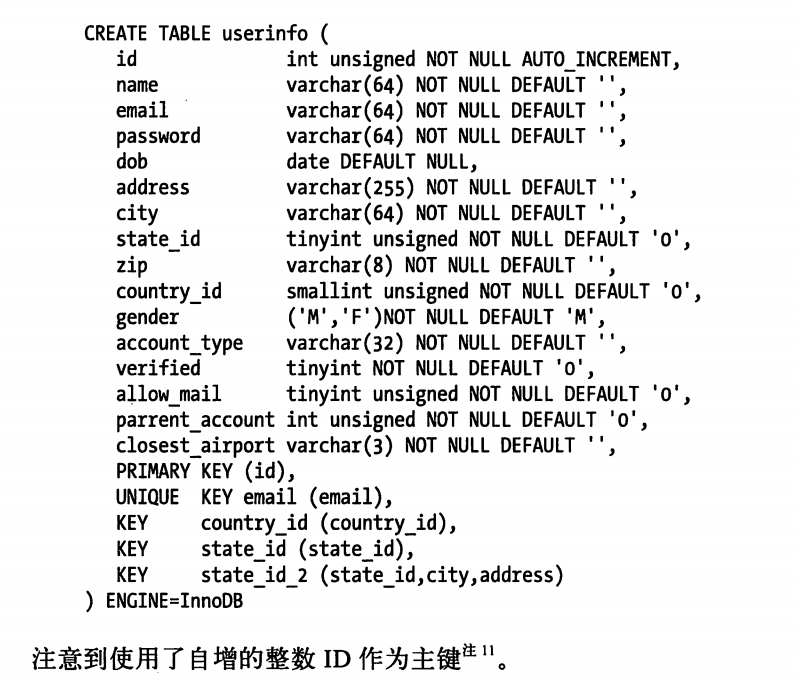 CREATE TABLE userinfo (
id int unsigned NOT NULL AUTO_INCREMENT,
name varchar(64) NOT NULL DEFAULT '',
email varchar(64) NOT NULL DEFAULT '',
password varchar(64) NOT NULL DEFAULT '',
dob date DEFAULT NULL,
address varchar(255) NOT NULL DEFAULT '',
city varchar(64) NOT NULL DEFAULT '',
state_id tinyint unsigned NOT NULL DEFAULT '0',
zip varchar(8) NOT NULL DEFAULT '',
country_id smallint unsigned NOT NULL DEFAULT '0',
gender ('M','F')NOT NULL DEFAULT 'M',
account_type varchar(32) NOT NULL DEFAULT '',
verified tinyint NOT NULL DEFAULT '0',
allow_mail tinyint unsigned NOT NULL DEFAULT '0',
parrent_account int unsigned NOT NULL DEFAULT '0',
closest_airport varchar(3) NOT NULL DEFAULT '',
PRIMARY KEY (id),
UNIQUE KEY email (email),
KEY country_id (country_id),
KEY state_id (state_id),
KEY state_id_2 (state_id,city,address)
) ENGINE=InnoDB
注意到使用了自增的整数 ID 作为主键注 11。